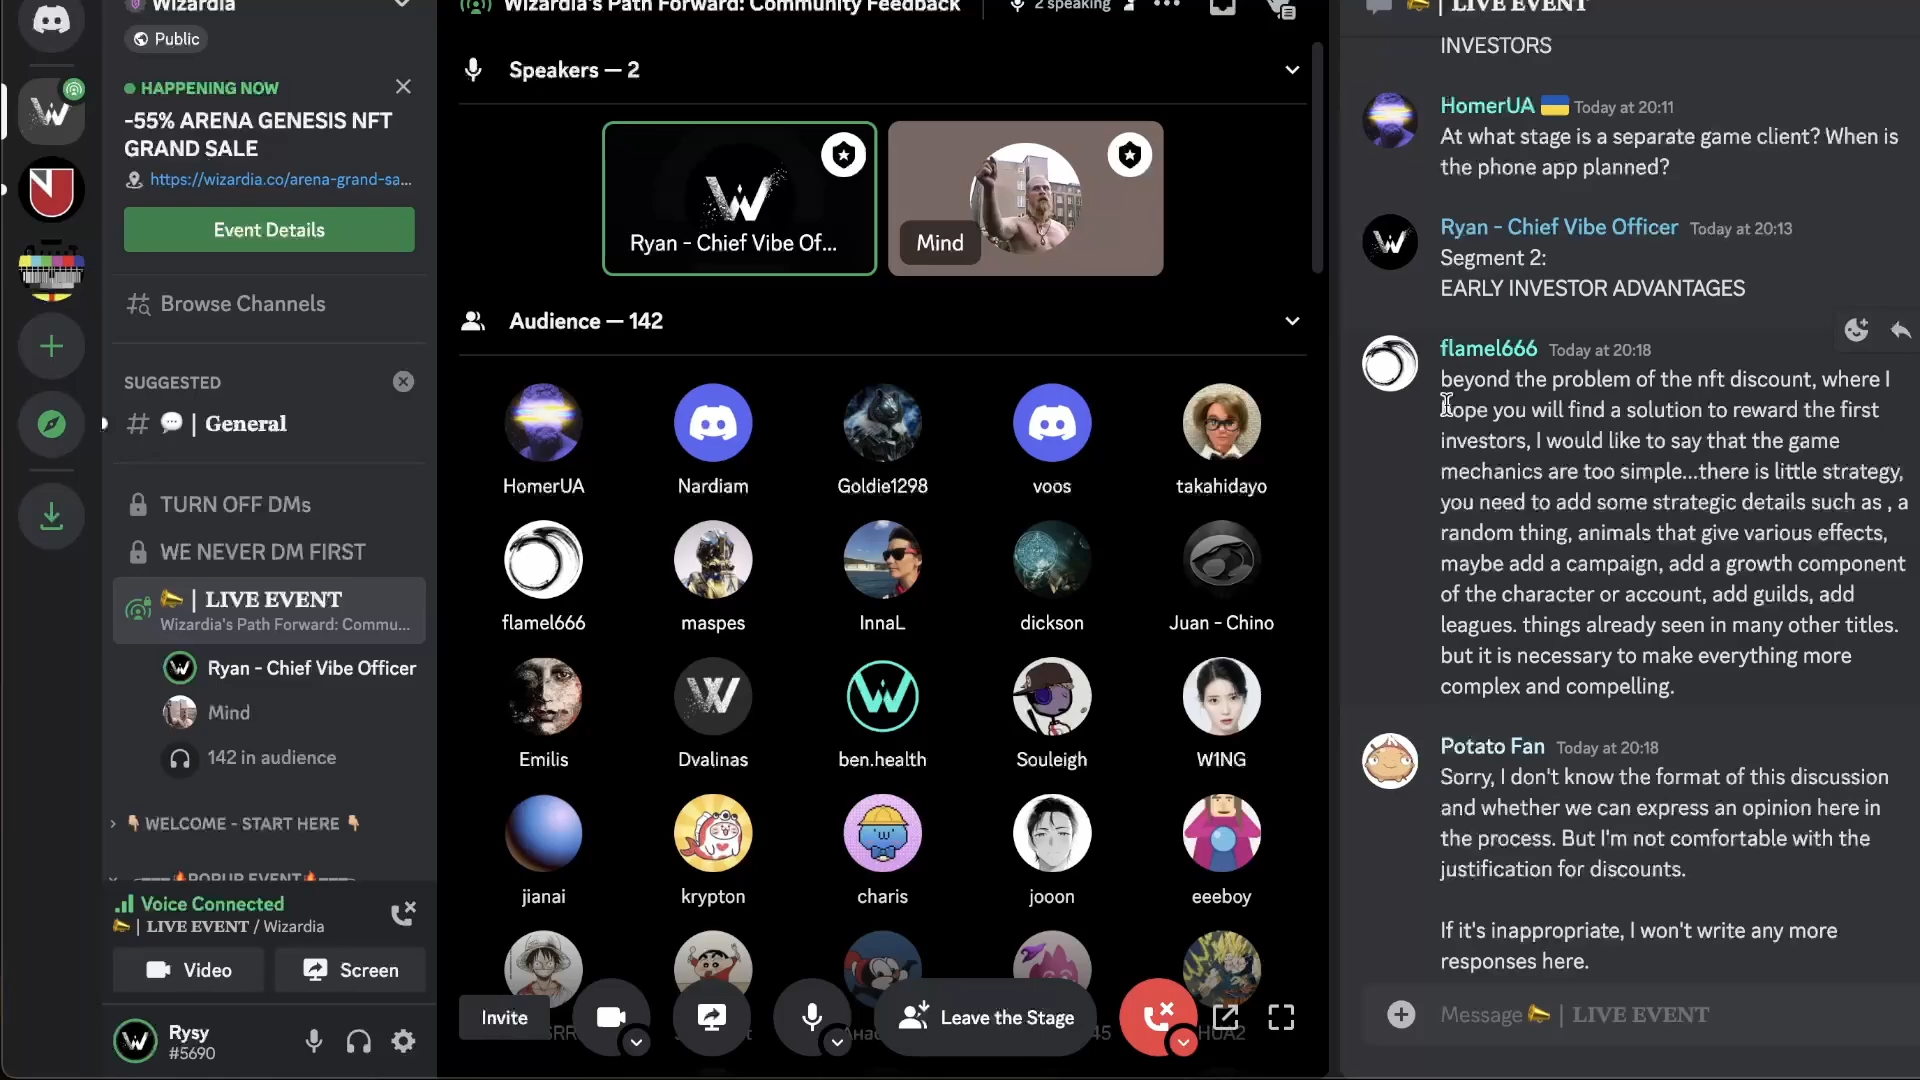 Wizardia
Public
HAPPENING NOW
-55% ARENA GENESIS NFT
GRAND SALE
https://wizardia.co/arena-grand-sa...
Event Details
Browse Channels
SUGGESTED
# 💬 | General
TURN OFF DMs
WE NEVER DM FIRST
| LIVE EVENT
Wizardia's Path Forward: Commu...
Ryan - Chief Vibe Officer
Mind
142 in audience
WELCOME - START HERE
POPUP EVENT
Voice Connected
| LIVE EVENT / Wizardia
Video
Screen
Rysy
#5690
Wizardia's Path Forward: Community Feedback
2 speaking
Speakers — 2
Ryan - Chief Vibe Of...
Mind
Audience — 142
HomerUA
Nardiam
Goldie1298
voos
takahidayo
flamel666
maspes
InnaL
dickson
Juan - Chino
Emilis
Dvalinas
ben.health
Souleigh
W1NG
jianai
krypton
charis
jooon
eeeboy
Invite
Leave the Stage
| LIVE EVENT
INVESTORS
HomerUA Today at 20:11
At what stage is a separate game client? When is
the phone app planned?
Ryan - Chief Vibe Officer Today at 20:13
Segment 2:
EARLY INVESTOR ADVANTAGES
flamel666 Today at 20:18
beyond the problem of the nft discount, where I
hope you will find a solution to reward the first
investors, I would like to say that the game
mechanics are too simple...there is little strategy,
you need to add some strategic details such as , a
random thing, animals that give various effects,
maybe add a campaign, add a growth component
of the character or account, add guilds, add
leagues. things already seen in many other titles.
but it is necessary to make everything more
complex and compelling.
Potato Fan Today at 20:18
Sorry, I don't know the format of this discussion
and whether we can express an opinion here in
the process. But I'm not comfortable with the
justification for discounts.
If it's inappropriate, I won't write any more
responses here.
Message | LIVE EVENT